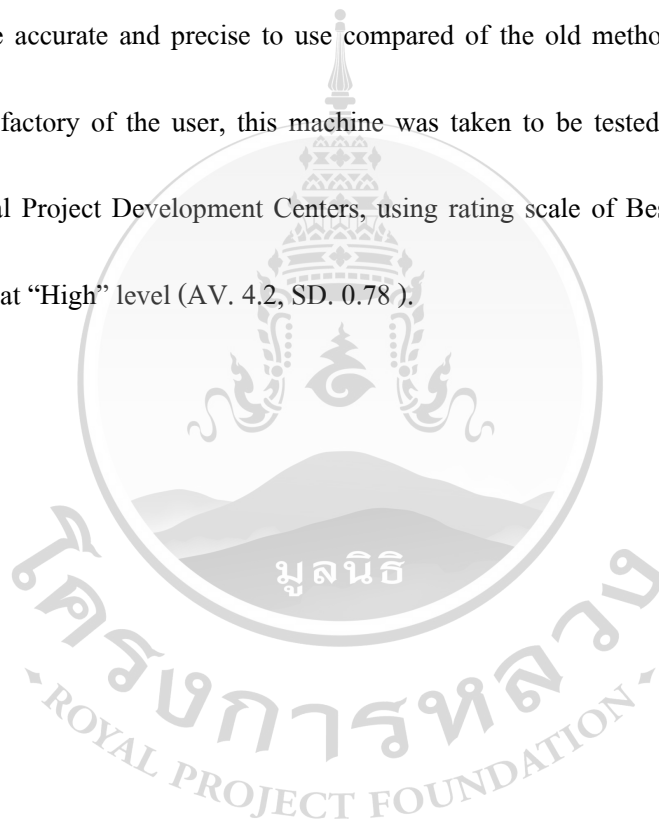 accurate and precise to use compared of the old metho
factory of the user, this machine was taken to be tested
al Project Development Centers, using rating scale of Bes
at “High” level (AV. 4.2, SD. 0.78 ).
มูลนิธิ
โครงการหลวง
ROYAL PROJECT FOUNDATION